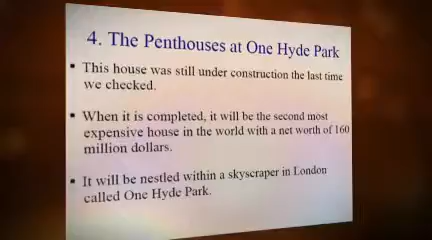 4. The Penthouses at One Hyde Park
▪ This house was still under construction the last time
we checked.
▪ When it is completed, it will be the second most
expensive house in the world with a net worth of 160
million dollars.
▪ It will be nestled within a skyscraper in London
called One Hyde Park.